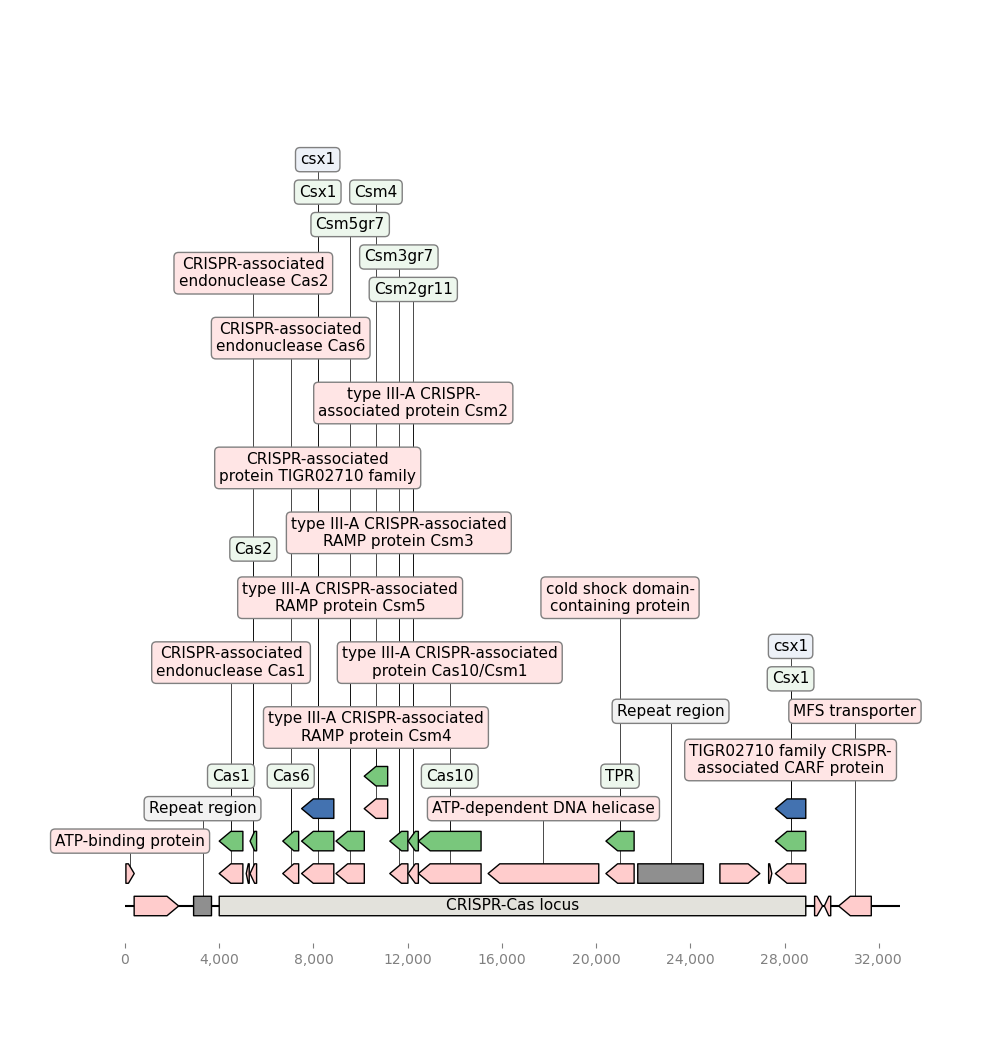 csx1
Csx1
Csm4
Csm5gr7
Csm3gr7
CRISPR-associated
endonuclease Cas2
Csm2gr11
CRISPR-associated
endonuclease Cas6
type III-A CRISPR-
associated protein Csm2
CRISPR-associated
protein TIGR02710 family
type III-A CRISPR-associated
RAMP protein Csm3
Cas2
type III-A CRISPR-associated
RAMP protein Csm5
cold shock domain-
containing protein
CRISPR-associated
endonuclease Cas1
type III-A CRISPR-associated
protein Cas10/Csm1
csx1
Csx1
type III-A CRISPR-associated
RAMP protein Csm4
Repeat region
MFS transporter
TIGR02710 family CRISPR-
associated CARF protein
Cas1
Cas6
Cas10
TPR
Repeat region
ATP-dependent DNA helicase
ATP-binding protein
CRISPR-Cas locus
0
4,000
8,000
12,000
16,000
20,000
24,000
28,000
32,000